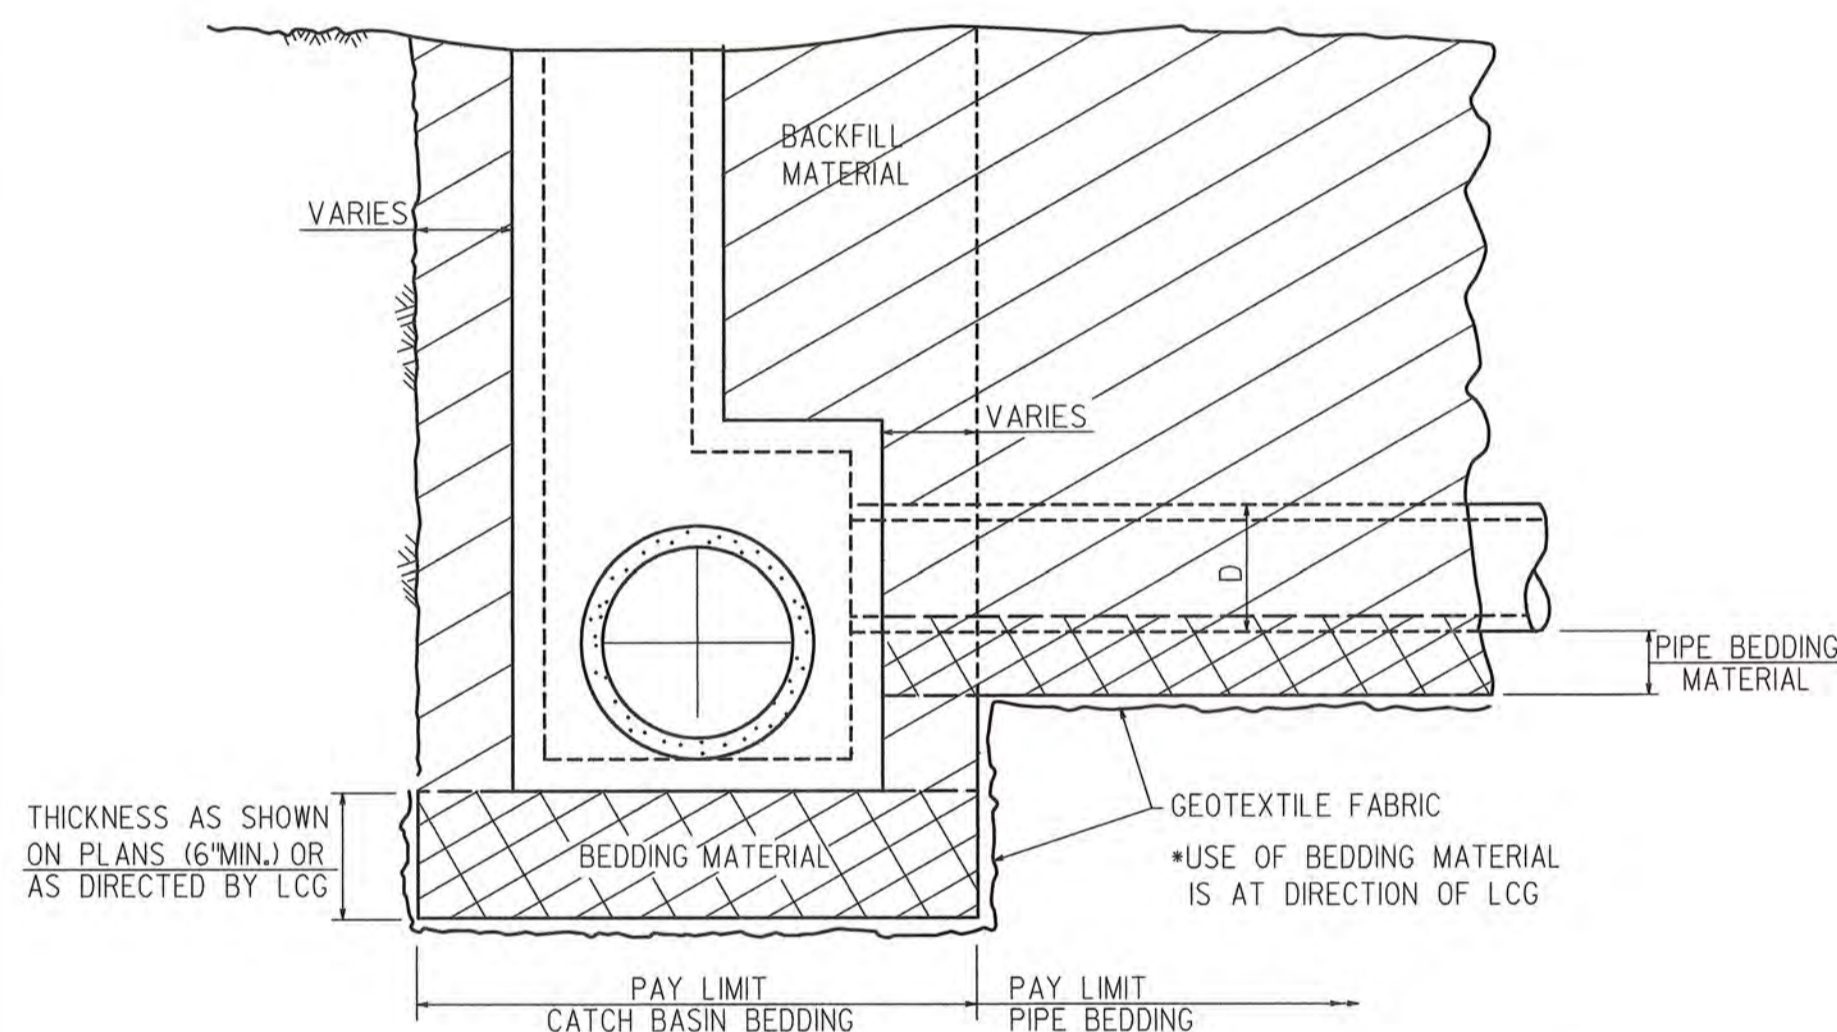 BACKFILL
MATERIAL
VARIES
VARIES
D
PIPE BEDDING
MATERIAL
THICKNESS AS SHOWN
ON PLANS (6"MIN.) OR
AS DIRECTED BY LCG
BEDDING MATERIAL
GEOTEXTILE FABRIC
*USE OF BEDDING MATERIAL
IS AT DIRECTION OF LCG
PAY LIMIT
CATCH BASIN BEDDING
PAY LIMIT
PIPE BEDDING